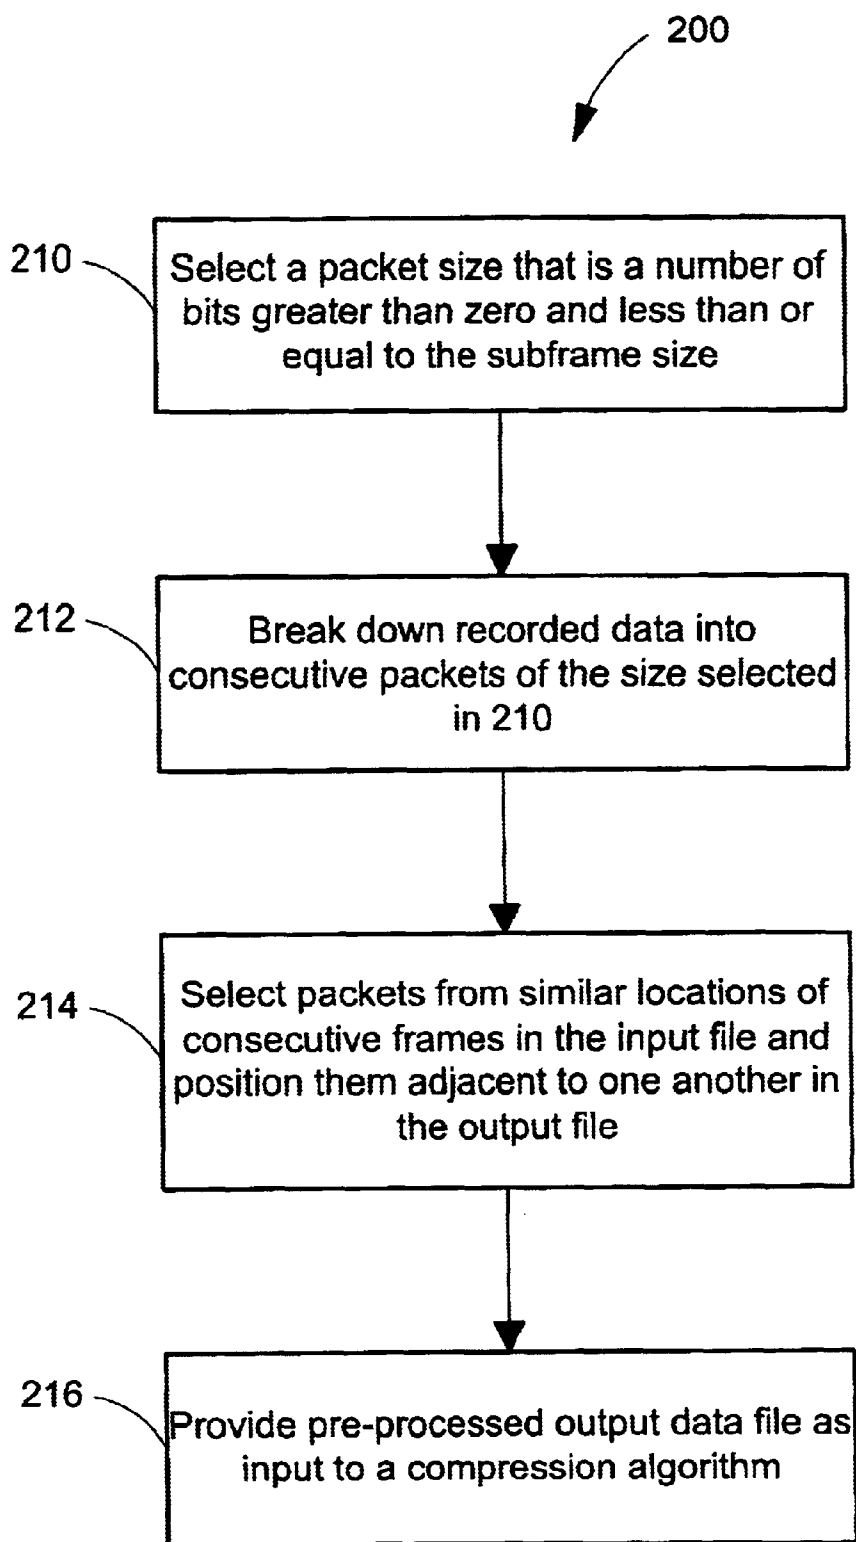 200
210
Select a packet size that is a number of
bits greater than zero and less than or
equal to the subframe size
212
Break down recorded data into
consecutive packets of the size selected
in 210
214
Select packets from similar locations of
consecutive frames in the input file and
position them adjacent to one another in
the output file
216
Provide pre-processed output data file as
input to a compression algorithm